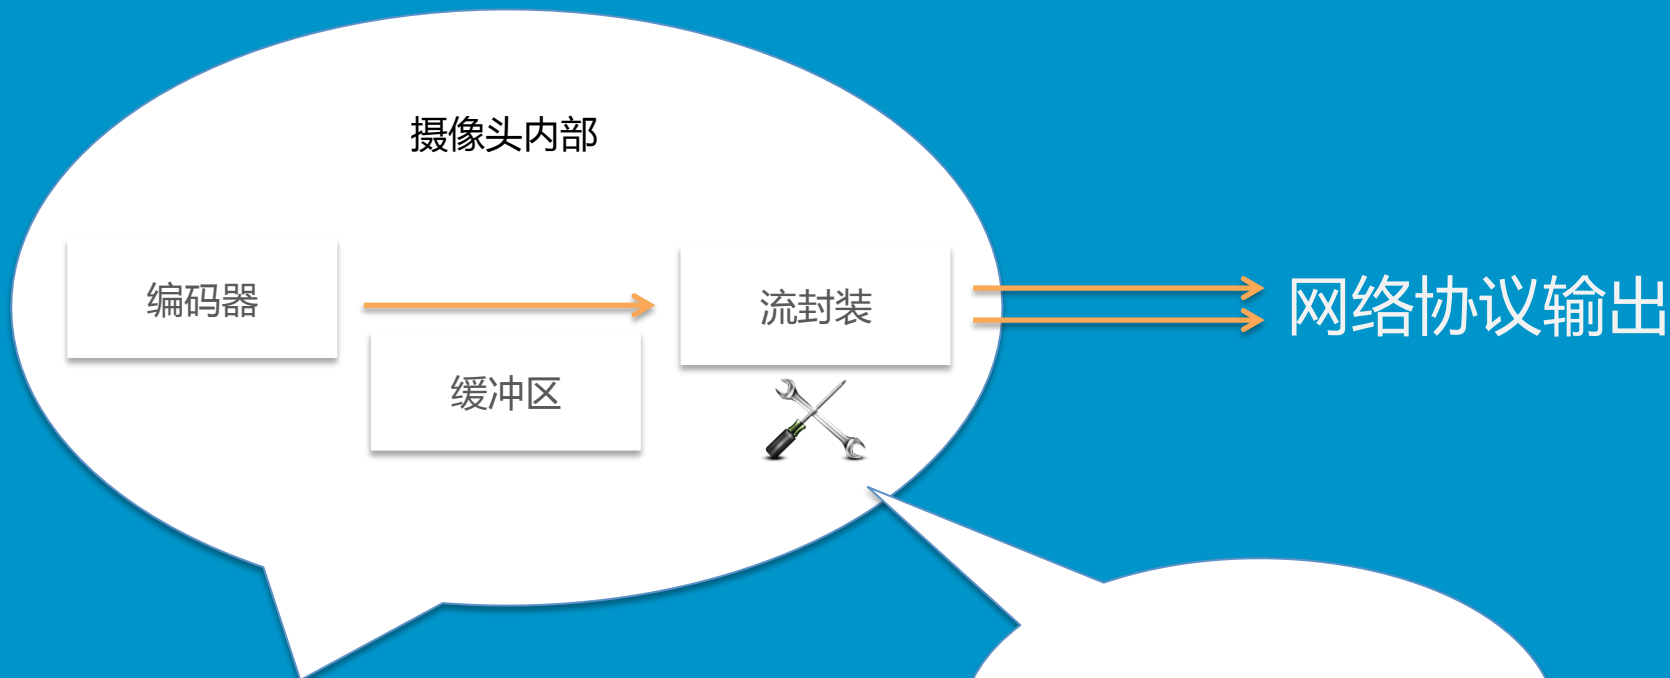 摄像头内部
编码器
流封装
网络协议输出
缓冲区